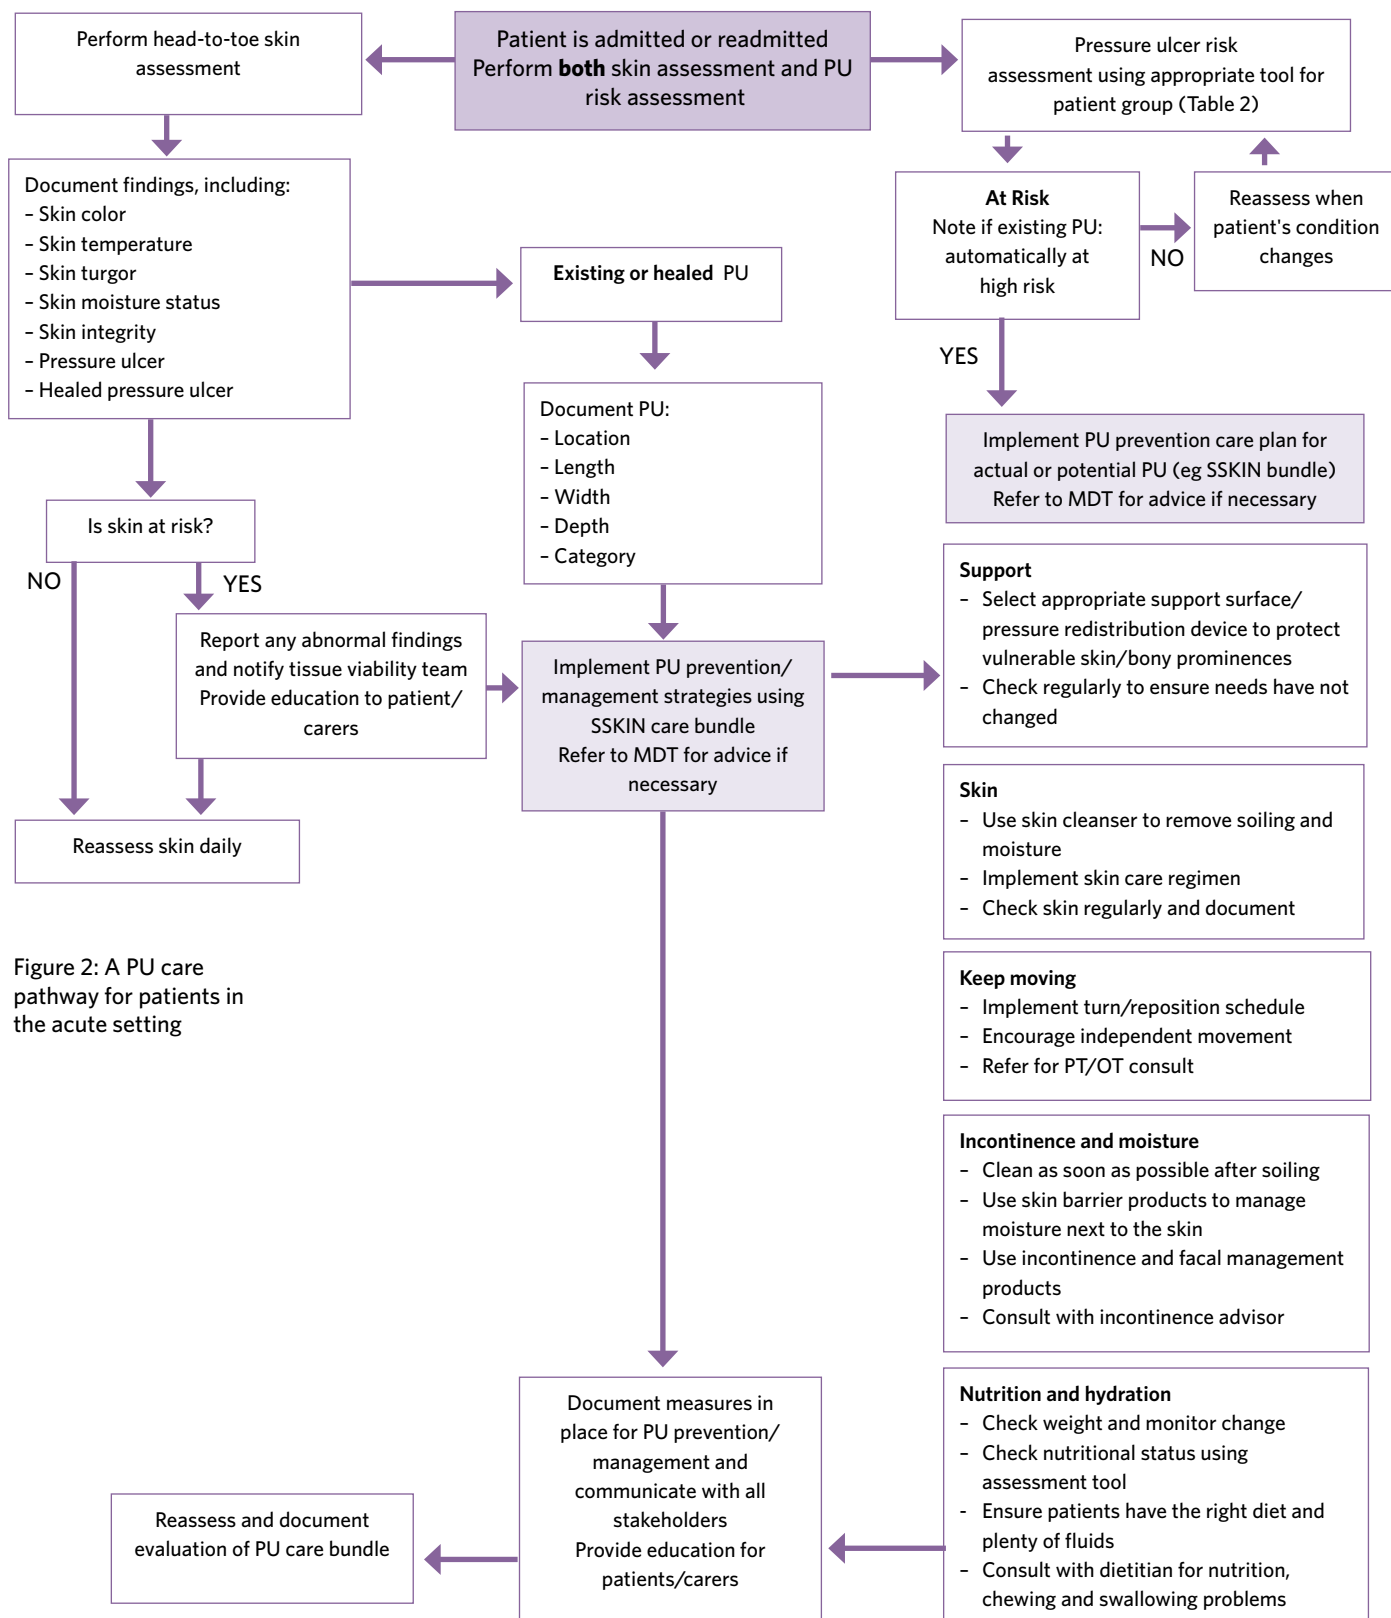 Perform head-to-toe skin
assessment
Patient is admitted or readmitted
Perform both skin assessment and PU
risk assessment
Pressure ulcer risk
assessment using appropriate tool for
patient group (Table 2)
Document findings, including:
– Skin color
– Skin temperature
– Skin turgor
– Skin moisture status
– Skin integrity
– Pressure ulcer
– Healed pressure ulcer
Existing or healed PU
At Risk
Note if existing PU:
automatically at
high risk
NO
Reassess when
patient's condition
changes
YES
Document PU:
– Location
– Length
– Width
– Depth
– Category
Implement PU prevention care plan for
actual or potential PU (eg SSKIN bundle)
Refer to MDT for advice if necessary
Is skin at risk?
NO
YES
Report any abnormal findings
and notify tissue viability team
Provide education to patient/
carers
Implement PU prevention/
management strategies using
SSKIN care bundle
Refer to MDT for advice if
necessary
Reassess skin daily
Support
– Select appropriate support surface/
pressure redistribution device to protect
vulnerable skin/bony prominences
– Check regularly to ensure needs have not
changed
Skin
– Use skin cleanser to remove soiling and
moisture
– Implement skin care regimen
– Check skin regularly and document
Figure 2: A PU care
pathway for patients in
the acute setting
Keep moving
– Implement turn/reposition schedule
– Encourage independent movement
– Refer for PT/OT consult
Incontinence and moisture
– Clean as soon as possible after soiling
– Use skin barrier products to manage
moisture next to the skin
– Use incontinence and facal management
products
– Consult with incontinence advisor
Nutrition and hydration
– Check weight and monitor change
– Check nutritional status using
assessment tool
- Ensure patients have the right diet and
plenty of fluids
– Consult with dietitian for nutrition,
chewing and swallowing problems
Document measures in
place for PU prevention/
management and
communicate with all
stakeholders
Provide education for
patients/carers
Reassess and document
evaluation of PU care bundle